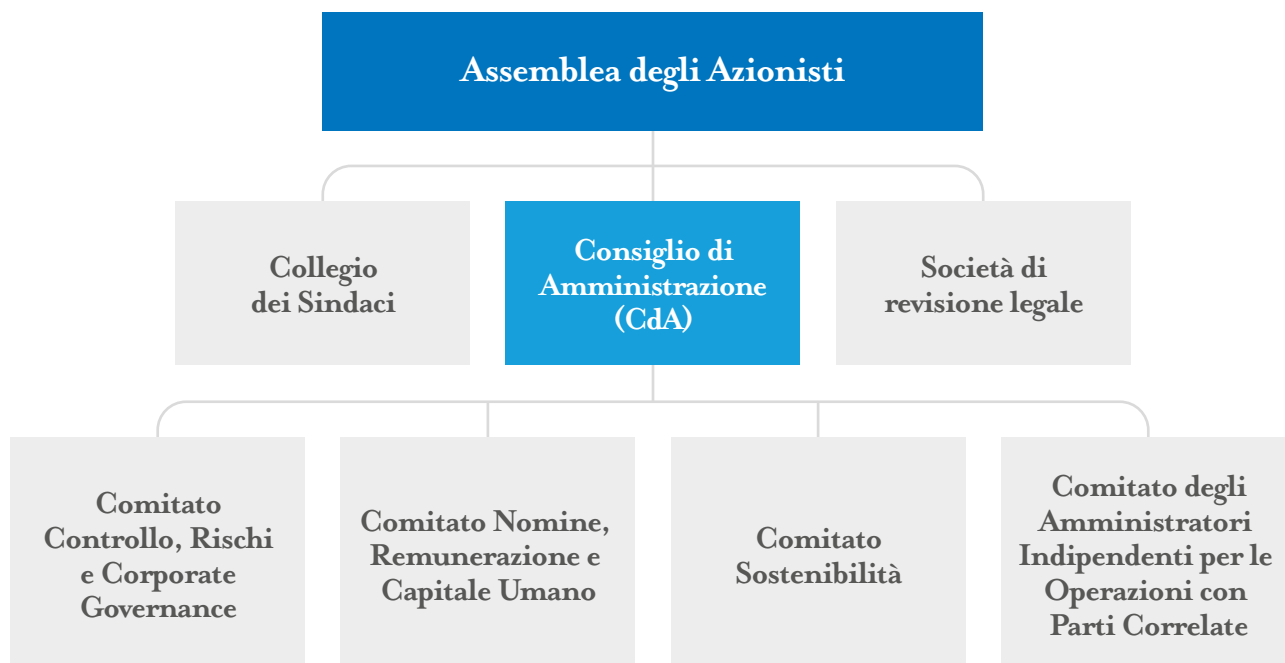 Assemblea degli Azionisti
Collegio
dei Sindaci
Consiglio di
Amministrazione
(CdA)
Società di
revisione legale
Comitato
Controllo, Rischi
e Corporate
Governance
Comitato Nomine,
Remunerazione e
Capitale Umano
Comitato
Sostenibilità
Comitato degli
Amministratori
Indipendenti per le
Operazioni con
Parti Correlate